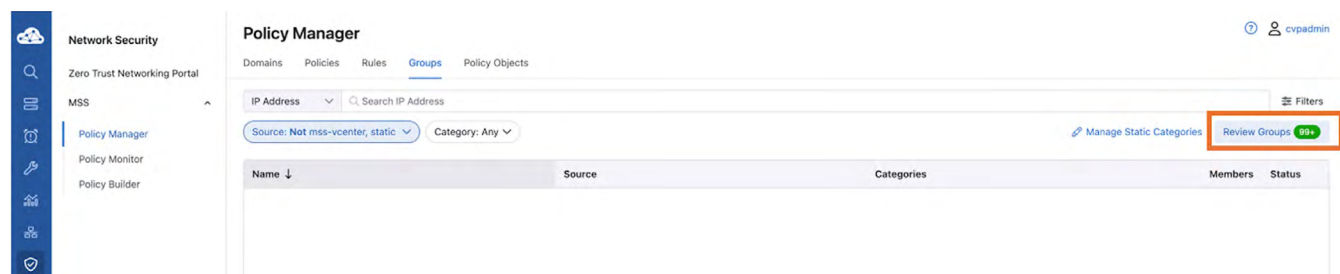 Network Security
Zero Trust Networking Portal
MSS
Policy Manager
Policy Monitor
Policy Builder
Policy Manager
cvpadmin
Domains Policies Rules Groups Policy Objects
IP Address Search IP Address Filters
Source: Not mss-vcenter, static Category: Any Manage Static Categories Review Groups 99+
Name ↓ Source Categories Members Status